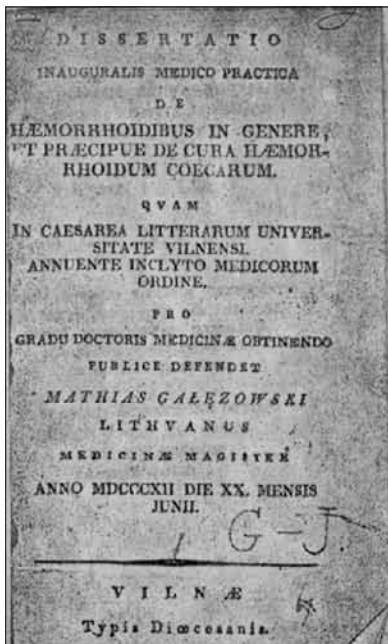 DISSERTATIO
INAUGURALIS MEDICO PRACTICA
DE
HÆMORRHOIDIBUS IN GENERE,
ET PRÆCIPUE DE CURA HÆMOR-
RHOIDUM COECARUM.
QVAM
IN CAESAREA LITTERARUM UNIVER-
SITATE VILNENSI.
ANNUENTE INCLYTO MEDICORUM
ORDINE.
PRO
GRADU DOCTORIS MEDICINÆ OBTINENDO
PUBLICE DEFENDET
MATHIAS GAŁĘZOWSKI
LITHVANUS
MEDICINÆ MAGISTER
ANNO MDCCCXII DIE XX. MENSIS
JUNII.
G-J.
VILNÆ
Typis Diœcesanis.